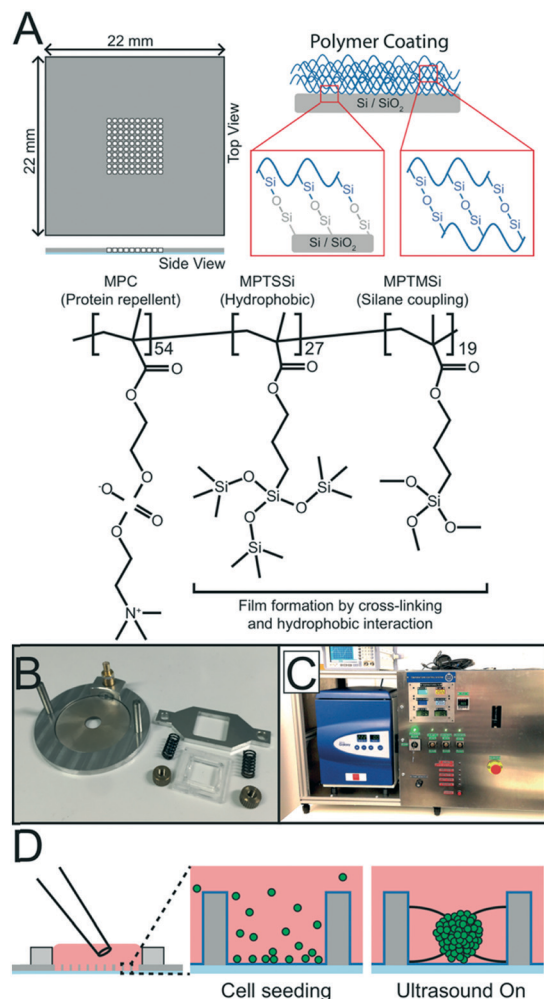 A
22 mm
22 mm
Top View
Side View
Polymer Coating
Si / SiO2
Si
O
Si
Si
O
Si
Si
O
Si
Si / SiO2
Si
O
Si
Si
O
Si
Si
O
Si
MPC
(Protein repellent)
MPTSSi
(Hydrophobic)
MPTMSi
(Silane coupling)
54
27
19
O
O
O
O
O
O
O
-O
P
O
O
N+
Si
O
Si
O
Si
O
Si
O
Si
O
O
Film formation by cross-linking
and hydrophobic interaction
B
C
D
Cell seeding
Ultrasound On